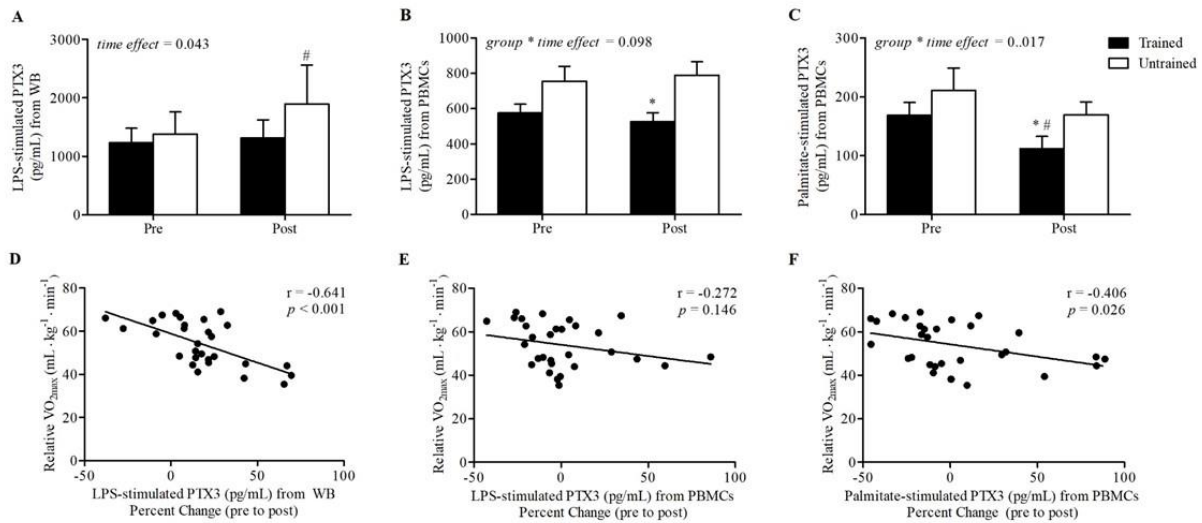 A
LPS-stimulated PTX3
(pg/mL) from WB
3000
2000
1000
0
time effect = 0.043
#
Pre
Post
B
LPS-stimulated PTX3
(pg/mL) from PBMCs
1000
800
600
400
200
0
group * time effect = 0.098
*
Pre
Post
C
Palmitate-stimulated PTX3
(pg/mL) from PBMCs
300
200
100
0
group * time effect = 0..017
* #
Pre
Post
Trained
Untrained
D
Relative VO2max (mL · kg-1 · min-1)
80
60
40
20
0
r = -0.641
p < 0.001
-50
0
50
100
LPS-stimulated PTX3 (pg/mL) from WB
Percent Change (pre to post)
E
Relative VO2max (mL · kg-1 · min-1)
80
60
40
20
0
r = -0.272
p = 0.146
-50
0
50
100
LPS-stimulated PTX3 (pg/mL) from PBMCs
Percent Change (pre to post)
F
Relative VO2max (mL · kg-1 · min-1)
80
60
40
20
0
r = -0.406
p = 0.026
-50
0
50
100
Palmitate-stimulated PTX3 (pg/mL) from PBMCs
Percent Change (pre to post)